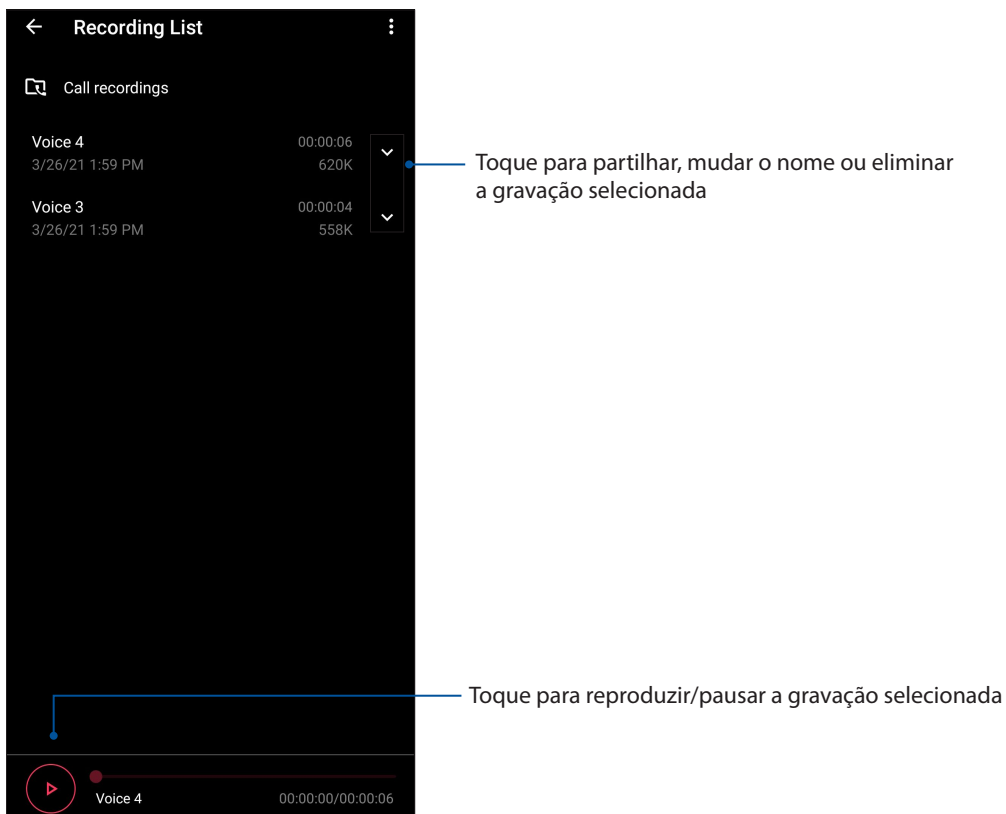 Recording List
Call recordings
Voice 4 00:00:06
3/26/21 1:59 PM 620K
Toque para partilhar, mudar o nome ou eliminar
a gravação selecionada
Voice 3 00:00:04
3/26/21 1:59 PM 558K
Toque para reproduzir/pausar a gravação selecionada
Voice 4 00:00:00/00:00:06